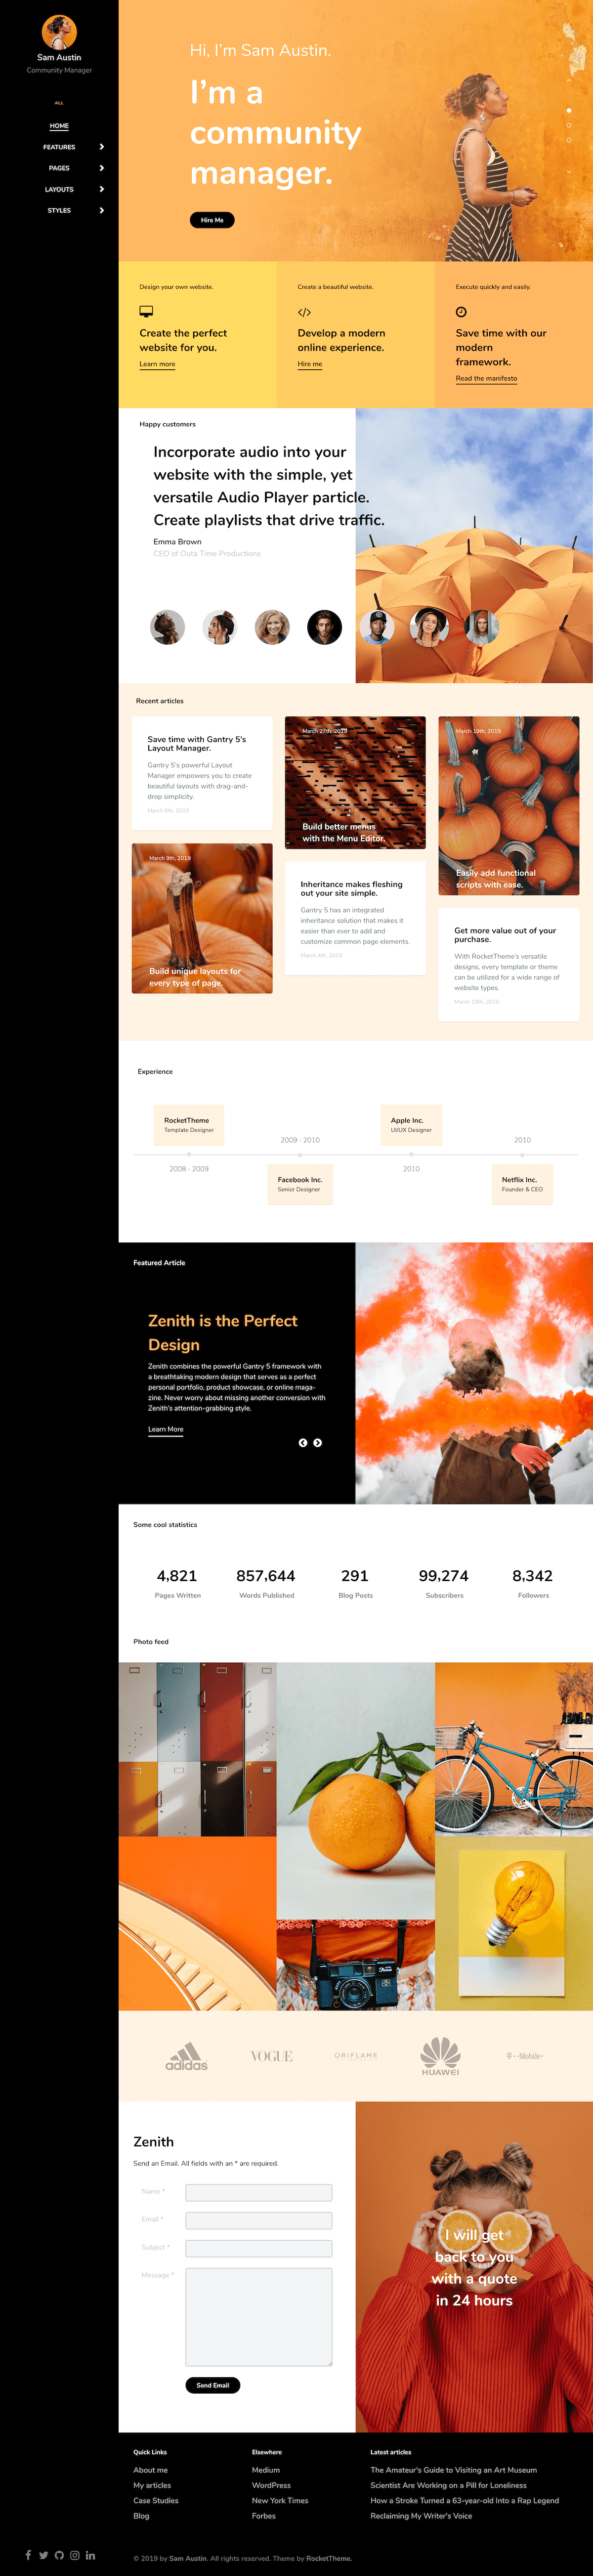 Sam Austin
Community Manager
ALL
HOME
FEATURES
PAGES
LAYOUTS
STYLES
Hi, I'm Sam Austin.
I'm a
community
manager.
Hire Me
Design your own website.
Create the perfect
website for you.
Learn more
Create a beautiful website.
Develop a modern
online experience.
Hire me
Execute quickly and easily.
Save time with our
modern
framework.
Read the manifesto
Happy customers
Incorporate audio into your
website with the simple, yet
versatile Audio Player particle.
Create playlists that drive traffic.
Emma Brown
CEO of Outa Time Productions
Recent articles
Save time with Gantry 5's
Layout Manager.
Gantry 5's powerful Layout
Manager empowers you to create
beautiful layouts with drag-and-
drop simplicity.
March 6th, 2019
March 9th, 2019
Build unique layouts for
every type of page.
March 27th, 2019
Build better menus
with the Menu Editor.
Inheritance makes fleshing
out your site simple.
Gantry 5 has an integrated
inheritance solution that makes it
easier than ever to add and
customize common page elements.
March 4th, 2019
March 19th, 2019
Easily add functional
scripts with ease.
Get more value out of your
purchase.
With RocketTheme's versatile
designs, every template or theme
can be utilized for a wide range of
website types.
Experience
RocketTheme
Template Designer
2008 - 2009
2009 - 2010
Facebook Inc.
Senior Designer
Apple Inc.
UI/UX Designer
2010
2010
Netflix Inc.
Founder & CEO
Featured Article
Zenith is the Perfect
Design
Zenith combines the powerful Gantry 5 framework with
a breathtaking modern design that serves as a perfect
personal portfolio, product showcase, or online maga-
zine. Never worry about missing another conversion with
Zenith's attention-grabbing style.
Learn More
Some cool statistics
4,821
Pages Written
857,644
Words Published
291
Blog Posts
99,274
Subscribers
8,342
Followers
Photo feed
adidas
VOGUE
ORIFLAME
HUAWEI
T-Mobile
Zenith
Send an Email. All fields with an * are required.
Name *
Email *
Subject *
Message *
Send Email
I will get
back to you
with a quote
in 24 hours
Quick Links
About me
My articles
Case Studies
Blog
Elsewhere
Medium
WordPress
New York Times
Forbes
Latest articles
The Amateur's Guide to Visiting an Art Museum
Scientist Are Working on a Pill for Loneliness
How a Stroke Turned a 63-year-old Into a Rap Legend
Reclaiming My Writer's Voice
© 2019 by Sam Austin. All rights reserved. Theme by RocketTheme.